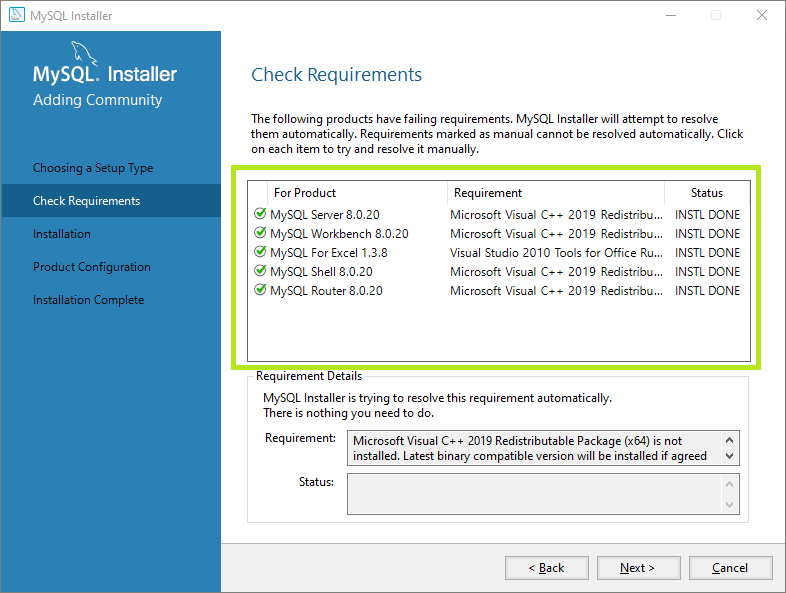 MySQL Installer
MySQL. Installer
Adding Community
Choosing a Setup Type
Check Requirements
Installation
Product Configuration
Installation Complete
Check Requirements
The following products have failing requirements. MySQL Installer will attempt to resolve
them automatically. Requirements marked as manual cannot be resolved automatically. Click
on each item to try and resolve it manually.
For Product Requirement Status
MySQL Server 8.0.20 Microsoft Visual C++ 2019 Redistribu... INSTL DONE
MySQL Workbench 8.0.20 Microsoft Visual C++ 2019 Redistribu... INSTL DONE
MySQL For Excel 1.3.8 Visual Studio 2010 Tools for Office Ru... INSTL DONE
MySQL Shell 8.0.20 Microsoft Visual C++ 2019 Redistribu... INSTL DONE
MySQL Router 8.0.20 Microsoft Visual C++ 2019 Redistribu... INSTL DONE
Requirement Details
MySQL Installer is trying to resolve this requirement automatically.
There is nothing you need to do.
Requirement: Microsoft Visual C++ 2019 Redistributable Package (x64) is not
installed. Latest binary compatible version will be installed if agreed
Status:
< Back Next > Cancel